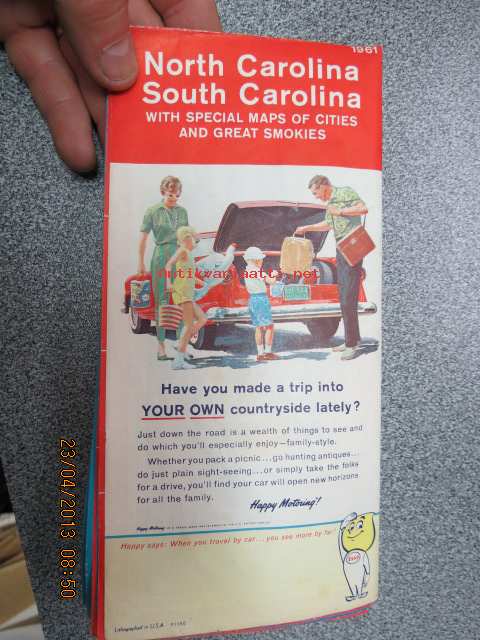 1961
North Carolina
South Carolina
WITH SPECIAL MAPS OF CITIES
AND GREAT SMOKIES
Antikvariaatti.net
Have you made a trip into
YOUR OWN countryside lately?
Just down the road is a wealth of things to see and
do which you'll especially enjoy—family-style.
Whether you pack a picnic...go hunting antiques...
do just plain sight-seeing...or simply take the folks
for a drive, you'll find your car will open new horizons
for all the family.
Happy Motoring!
Happy Motoring
Happy says: When you travel by car...you see more by far.
Esso
Lithographed in U.S.A.
23/04/2013 08:50